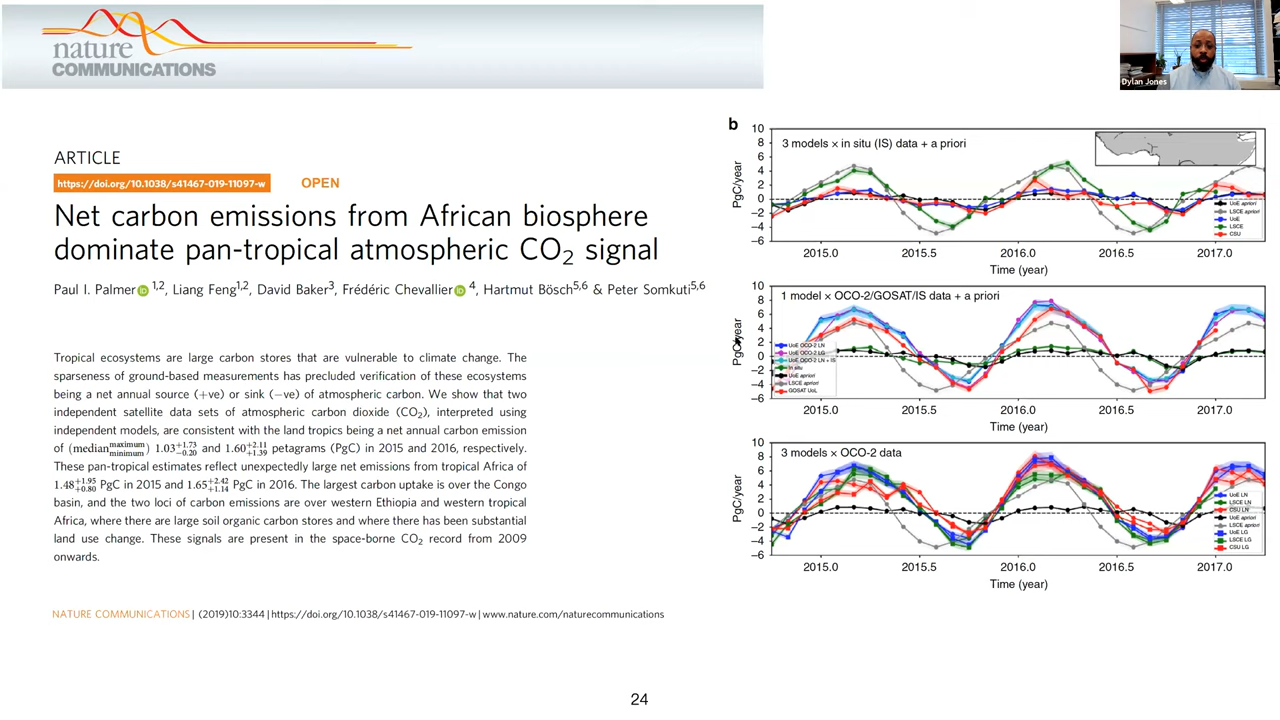 nature
COMMUNICATIONS
Dylan Jones
ARTICLE
https://doi.org/10.1038/s41467-019-11097-w OPEN
Net carbon emissions from African biosphere
dominate pan-tropical atmospheric CO2 signal
Paul I. Palmer 1,2, Liang Feng1,2, David Baker3, Frédéric Chevallier 4, Hartmut Bösch5,6 & Peter Somkuti5,6
Tropical ecosystems are large carbon stores that are vulnerable to climate change. The
sparseness of ground-based measurements has precluded verification of these ecosystems
being a net annual source (+ve) or sink (−ve) of atmospheric carbon. We show that two
independent satellite data sets of atmospheric carbon dioxide (CO2), interpreted using
independent models, are consistent with the land tropics being a net annual carbon emission
of (median maximum minimum) 1.03 +1.73 −0.20 and 1.60 +2.11 +1.39 petagrams (PgC) in 2015 and 2016, respectively.
These pan-tropical estimates reflect unexpectedly large net emissions from tropical Africa of
1.48 +1.95 +0.80 PgC in 2015 and 1.65 +2.42 +1.14 PgC in 2016. The largest carbon uptake is over the Congo
basin, and the two loci of carbon emissions are over western Ethiopia and western tropical
Africa, where there are large soil organic carbon stores and where there has been substantial
land use change. These signals are present in the space-borne CO2 record from 2009
onwards.
NATURE COMMUNICATIONS | (2019)10:3344 | https://doi.org/10.1038/s41467-019-11097-w | www.nature.com/naturecommunications
b
3 models × in situ (IS) data + a priori
PgC/year
10
8
6
4
2
0
−2
−4
−6
UoE apriori
LSCE apriori
UoE
LSCE
CSU
2015.0 2015.5 2016.0 2016.5 2017.0
Time (year)
1 model × OCO-2/GOSAT/IS data + a priori
PgC/year
10
8
6
4
2
0
−2
−4
−6
UoE OCO-2 LN
UoE OCO-2 LG
UoE OCO-2 LN + IS
In situ
UoE apriori
LSCE apriori
GOSAT UoL
2015.0 2015.5 2016.0 2016.5 2017.0
Time (year)
3 models × OCO-2 data
PgC/year
10
8
6
4
2
0
−2
−4
−6
UoE LN
LSCE LN
CSU LN
UoE apriori
LSCE apriori
UoE LG
LSCE LG
CSU LG
2015.0 2015.5 2016.0 2016.5 2017.0
Time (year)
24